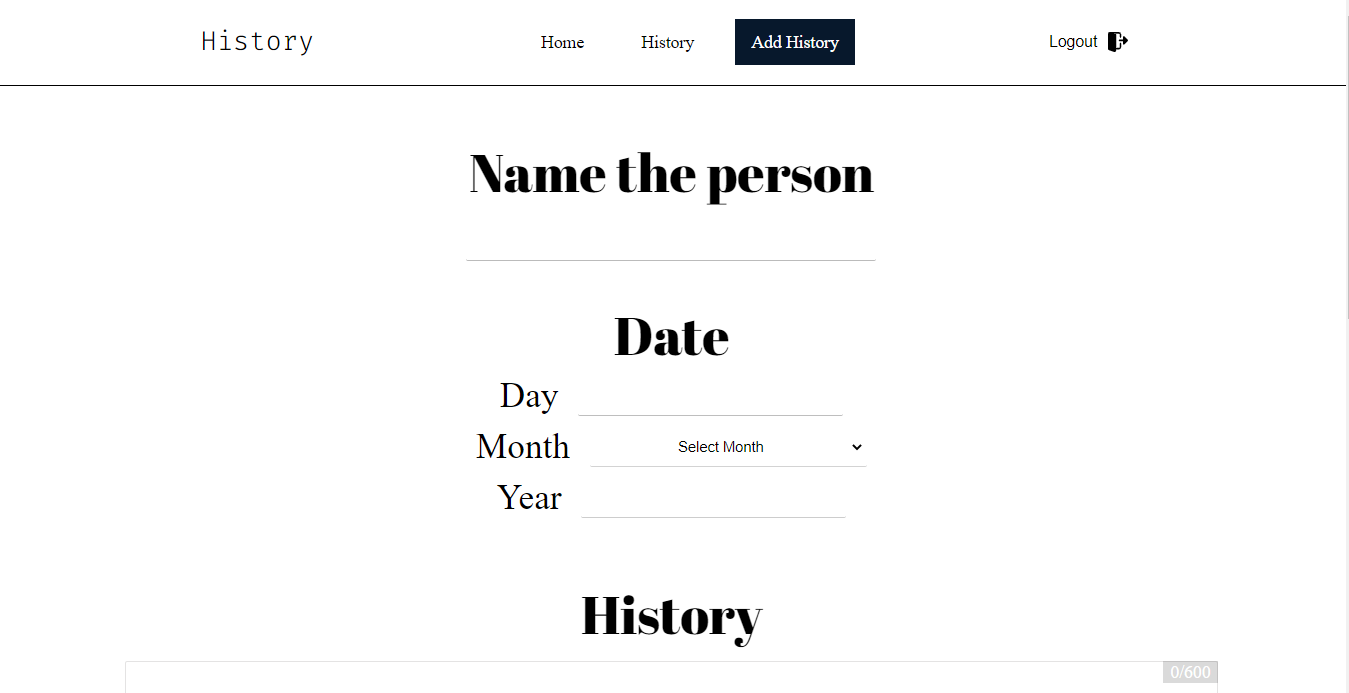 History Home History Add History Logout
Name the person
Date
Day
Month Select Month
Year
History
0/600